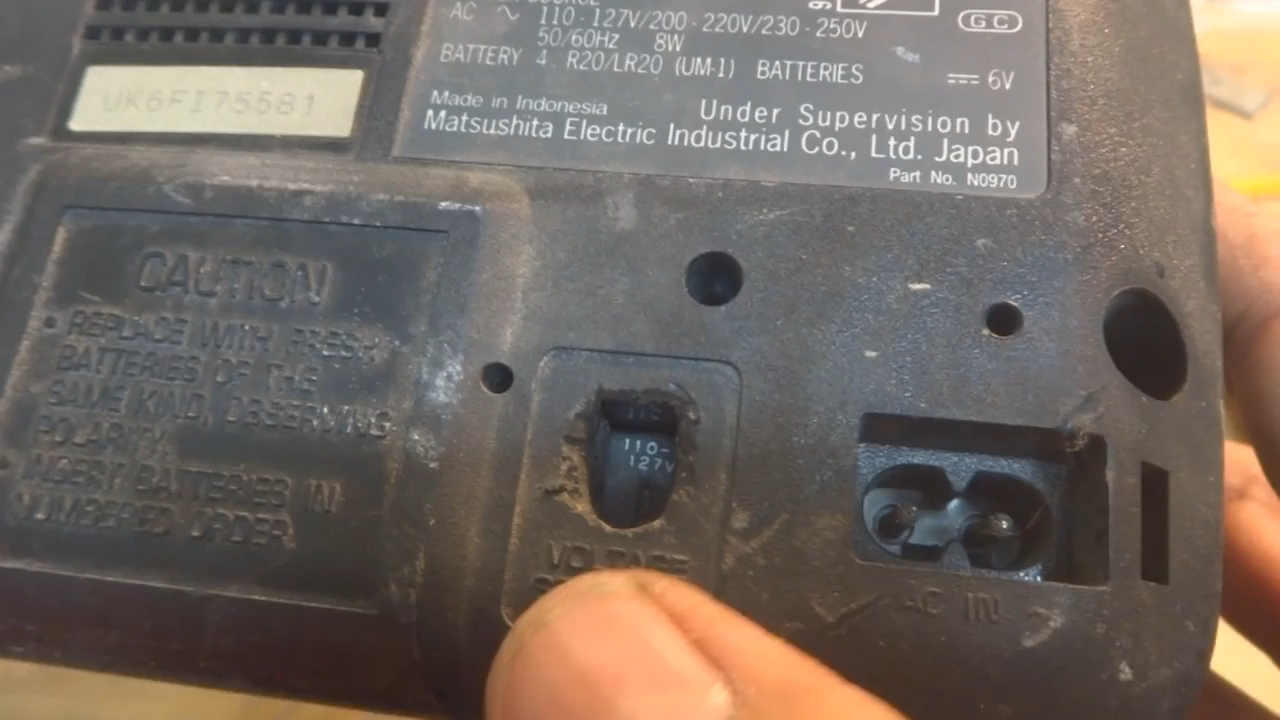 AC ~ 110-127V/200-220V/230-250V
50/60Hz 8W
BATTERY 4 R20/LR20 (UM-1) BATTERIES ⎓ 6V
GC
Made in Indonesia Under Supervision by
Matsushita Electric Industrial Co., Ltd. Japan
Part No. N0970
UK6FI75581
CAUTION
• REPLACE WITH FRESH
BATTERIES OF THE
SAME KIND, OBSERVING
POLARITY.
• INSERT BATTERIES IN
NUMBERED ORDER.
110-
127V
VOLTAGE
AC IN